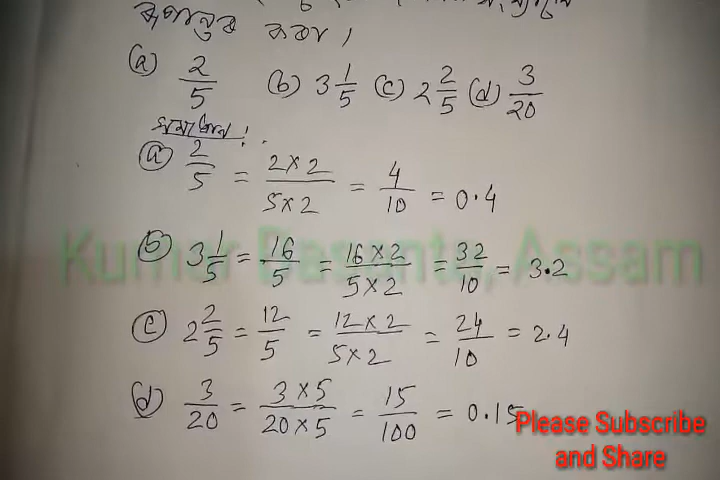 কৰা।
(a) 2/5 (b) 3 1/5 (c) 2 2/5 (d) 3/20
সমাধান :
(a) 2/5 = 2×2/5×2 = 4/10 = 0.4
(b) 3 1/5 = 16/5 = 16×2/5×2 = 32/10 = 3.2
Kumar Basanta, Assam
(c) 2 2/5 = 12/5 = 12×2/5×2 = 24/10 = 2.4
(d) 3/20 = 3×5/20×5 = 15/100 = 0.15
Please Subscribe
and Share